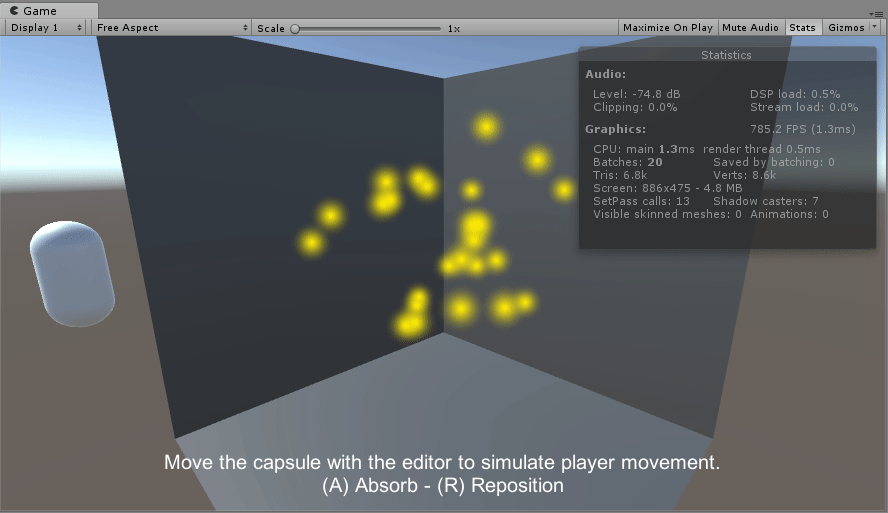 Game
Display 1 Free Aspect Scale 1x Maximize On Play Mute Audio Stats Gizmos
Statistics
Audio:
Level: -74.8 dB DSP load: 0.5%
Clipping: 0.0% Stream load: 0.0%
Graphics: 785.2 FPS (1.3ms)
CPU: main 1.3ms render thread 0.5ms
Batches: 20 Saved by batching: 0
Tris: 6.8k Verts: 8.6k
Screen: 886x475 - 4.8 MB
SetPass calls: 13 Shadow casters: 7
Visible skinned meshes: 0 Animations: 0
Move the capsule with the editor to simulate player movement.
(A) Absorb - (R) Reposition